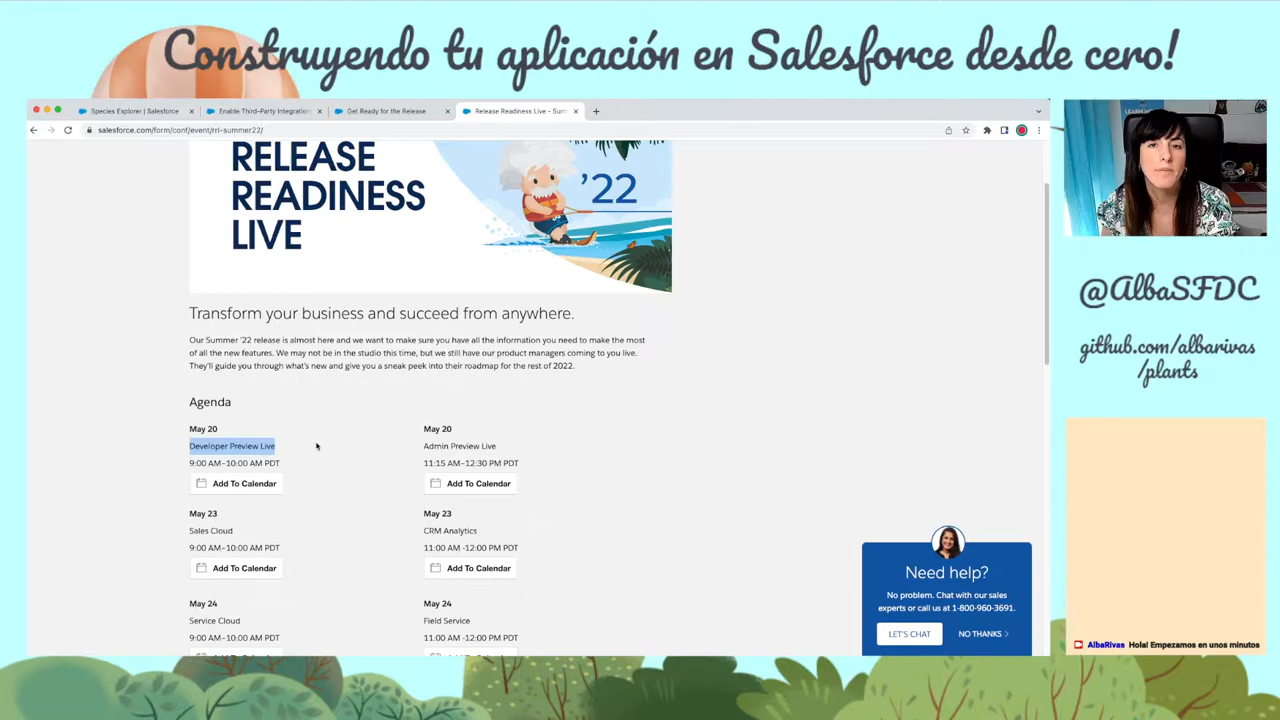 Construyendo tu aplicación en Salesforce desde cero!
Species Explorer | Salesforce
Enable Third-Party Integration
Get Ready for the Release
Release Readiness Live - Sum
salesforce.com/form/conf/event/rrl-summer22/
RELEASE
READINESS
LIVE
'22
Transform your business and succeed from anywhere.
Our Summer '22 release is almost here and we want to make sure you have all the information you need to make the most
of all the new features. We may not be in the studio this time, but we still have our product managers coming to you live.
They'll guide you through what's new and give you a sneak peek into their roadmap for the rest of 2022.
Agenda
May 20
Developer Preview Live
9:00 AM–10:00 AM PDT
Add To Calendar
May 20
Admin Preview Live
11:15 AM–12:30 PM PDT
Add To Calendar
May 23
Sales Cloud
9:00 AM–10:00 AM PDT
Add To Calendar
May 23
CRM Analytics
11:00 AM -12:00 PM PDT
Add To Calendar
May 24
Service Cloud
9:00 AM–10:00 AM PDT
May 24
Field Service
11:00 AM -12:00 PM PDT
Need help?
No problem. Chat with our sales
experts or call us at 1-800-960-3691.
LET'S CHAT
NO THANKS
@AlbaSFDC
github.com/albarivas
/plants
AlbaRivas Hola! Empezamos en unos minutos